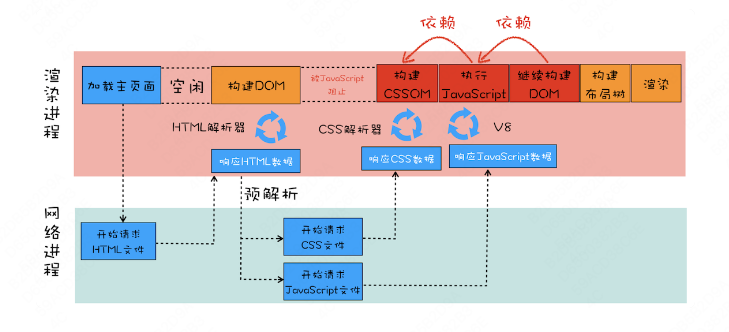 依赖
依赖
渲染进程
加载主页面
空闲
构建DOM
被JavaScript
阻止
构建
CSSOM
执行
JavaScript
继续构建
DOM
构建
布局树
渲染
HTML解析器
CSS解析器
V8
响应HTML数据
响应CSS数据
响应JavaScript数据
预解析
网络进程
开始请求
HTML文件
开始请求
CSS文件
开始请求
JavaScript文件